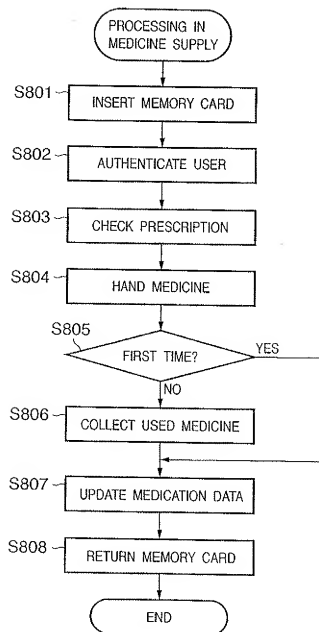 PROCESSING IN
MEDICINE SUPPLY
S801
INSERT MEMORY CARD
S802
AUTHENTICATE USER
S803
CHECK PRESCRIPTION
S804
HAND MEDICINE
S805
FIRST TIME?
YES
NO
S806
COLLECT USED MEDICINE
S807
UPDATE MEDICATION DATA
S808
RETURN MEMORY CARD
END